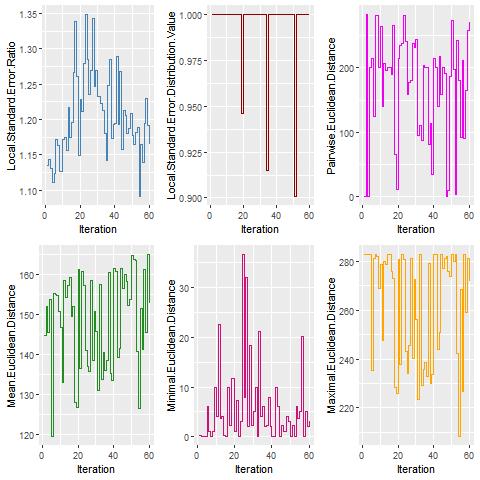 Local.Standard.Error.Ratio
1.35
1.30
1.25
1.20
1.15
1.10
0 20 40 60
Iteration
Local.Standard.Error.Distribution.Value
1.000
0.975
0.950
0.925
0.900
0 20 40 60
Iteration
Pairwise.Euclidean.Distance
200
100
0
0 20 40 60
Iteration
Mean.Euclidean.Distance
160
150
140
130
120
0 20 40 60
Iteration
Minimal.Euclidean.Distance
30
20
10
0
0 20 40 60
Iteration
Maximal.Euclidean.Distance
280
260
240
220
0 20 40 60
Iteration